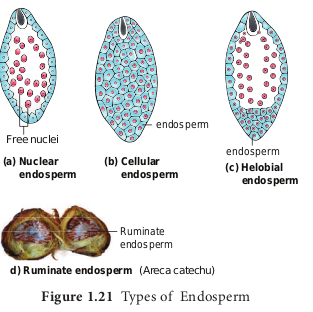 Free nuclei
(a) Nuclear
endosperm
endosperm
(b) Cellular
endosperm
endosperm
(c) Helobial
endosperm
Ruminate
endosperm
d) Ruminate endosperm (Areca catechu)
Figure 1.21 Types of Endosperm